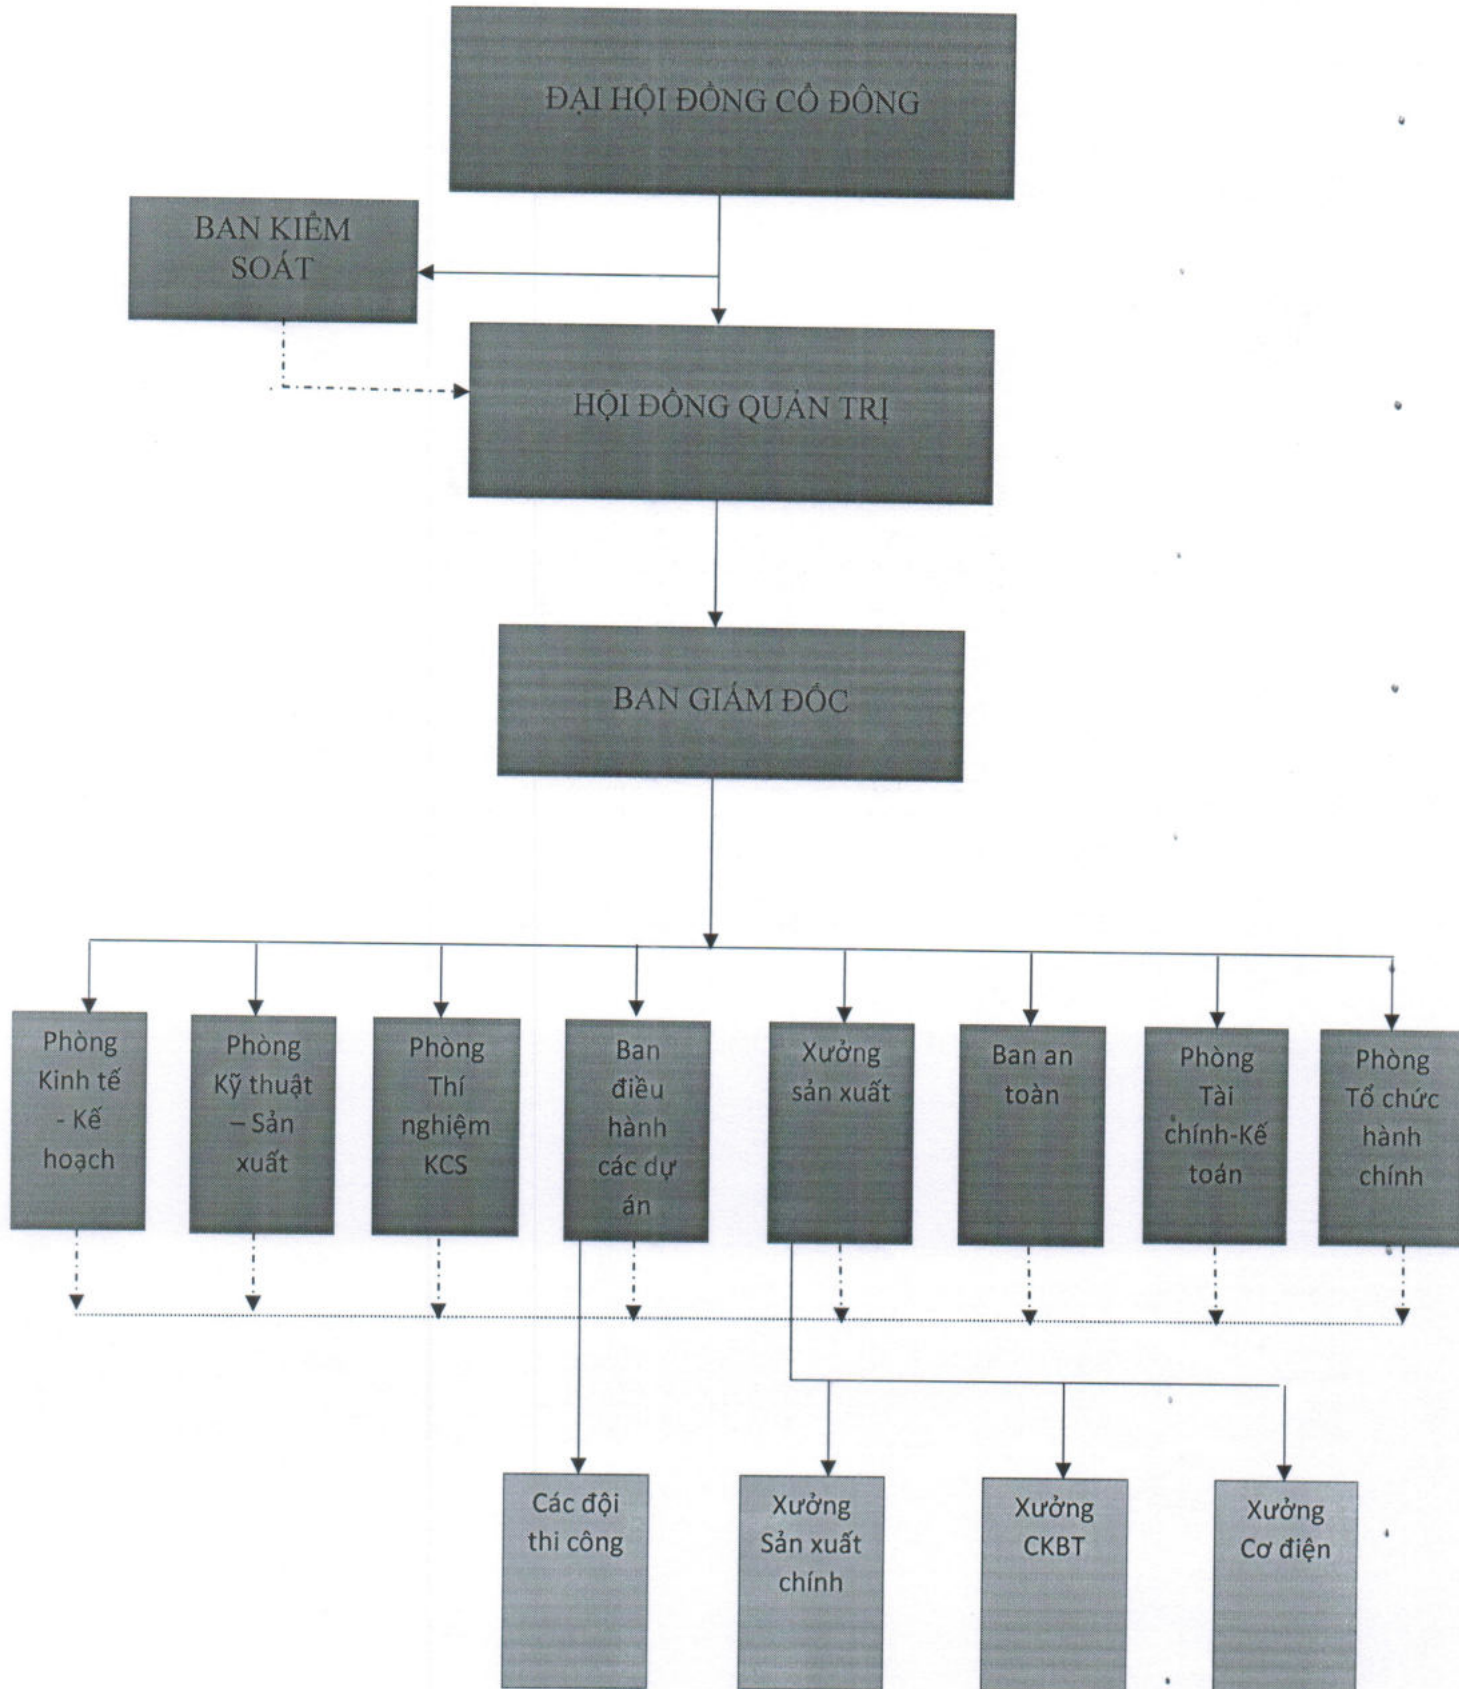 ĐẠI HỘI ĐỒNG CỔ ĐÔNG
BAN KIỂM
SOÁT
HỘI ĐỒNG QUẢN TRỊ
BAN GIÁM ĐỐC
Phòng
Kinh tế
- Kế
hoạch
Phòng
Kỹ thuật
– Sản
xuất
Phòng
Thí
nghiệm
KCS
Ban
điều
hành
các dự
án
Xưởng
sản xuất
Ban an
toàn
Phòng
Tài
chính-Kế
toán
Phòng
Tổ chức
hành
chính
Các đội
thi công
Xưởng
Sản xuất
chính
Xưởng
CKBT
Xưởng
Cơ điện